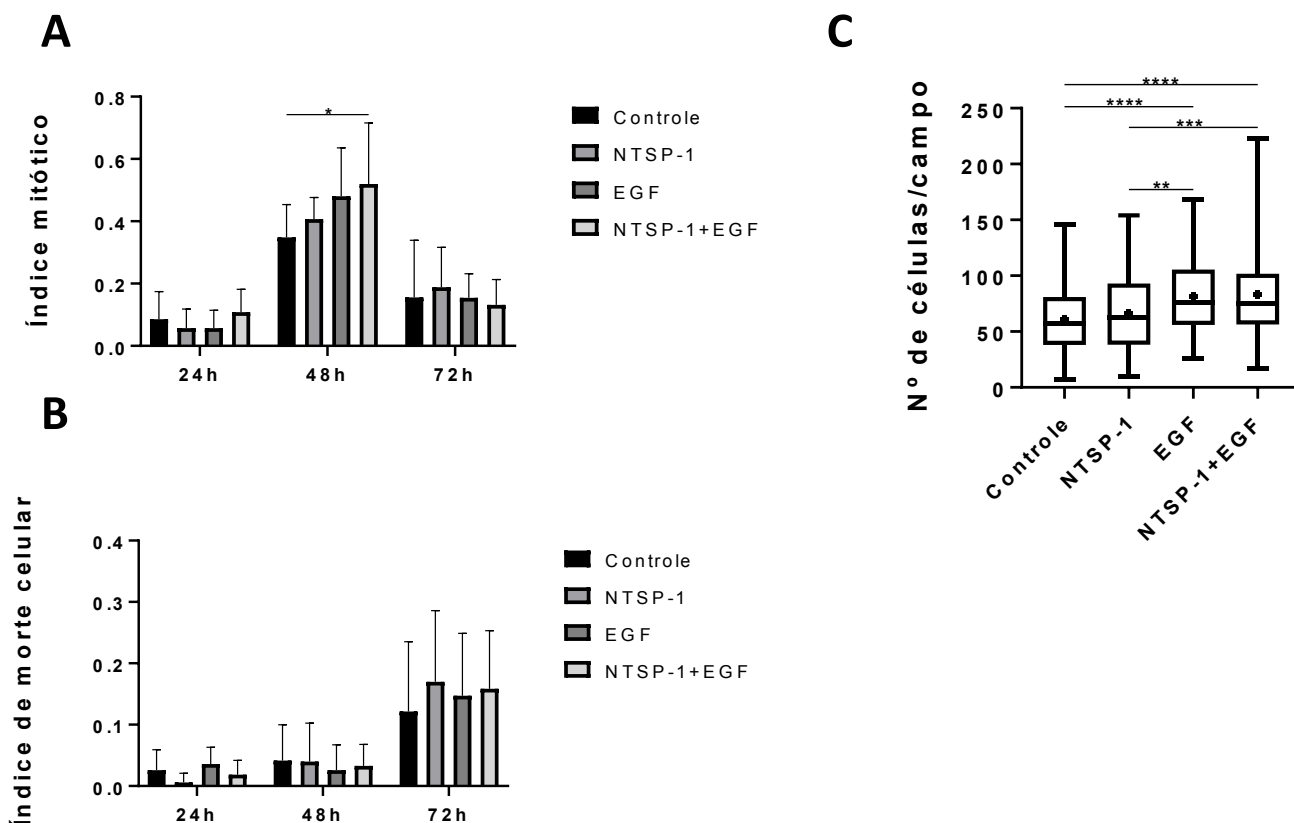 A
Índice mitótico
0.8
0.6
0.4
0.2
0.0
*
24h
48h
72h
Controle
NTSP-1
EGF
NTSP-1+EGF
B
Índice de morte celular
0.4
0.3
0.2
0.1
0.0
24h
48h
72h
Controle
NTSP-1
EGF
NTSP-1+EGF
C
Nº de células/campo
250
200
150
100
50
0
****
****
***
**
Controle
NTSP-1
EGF
NTSP-1+EGF